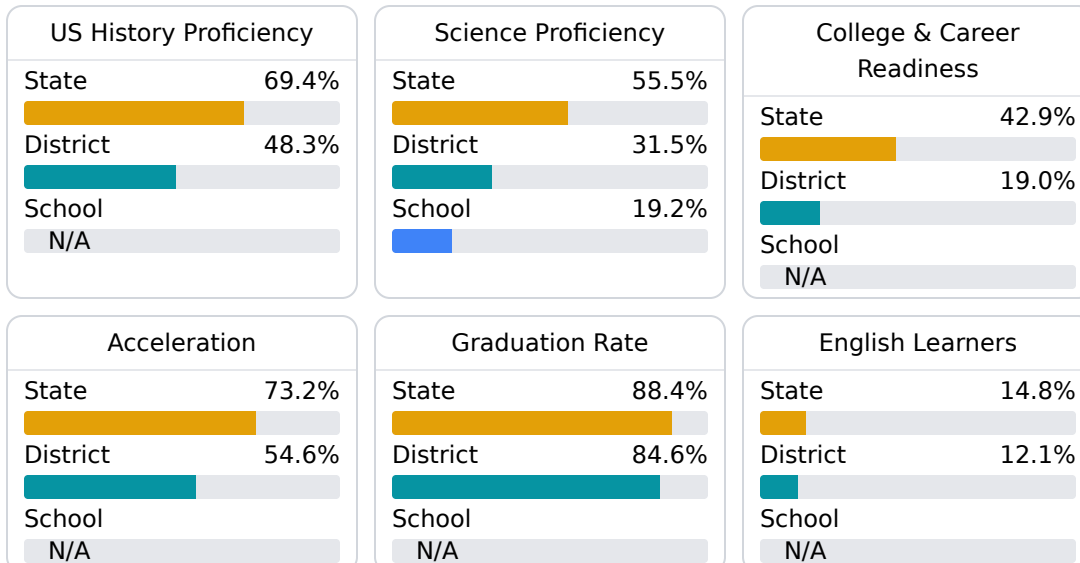 US History Proficiency
State 69.4%
District 48.3%
School
N/A
Science Proficiency
State 55.5%
District 31.5%
School 19.2%
College & Career
Readiness
State 42.9%
District 19.0%
School
N/A
Acceleration
State 73.2%
District 54.6%
School
N/A
Graduation Rate
State 88.4%
District 84.6%
School
N/A
English Learners
State 14.8%
District 12.1%
School
N/A